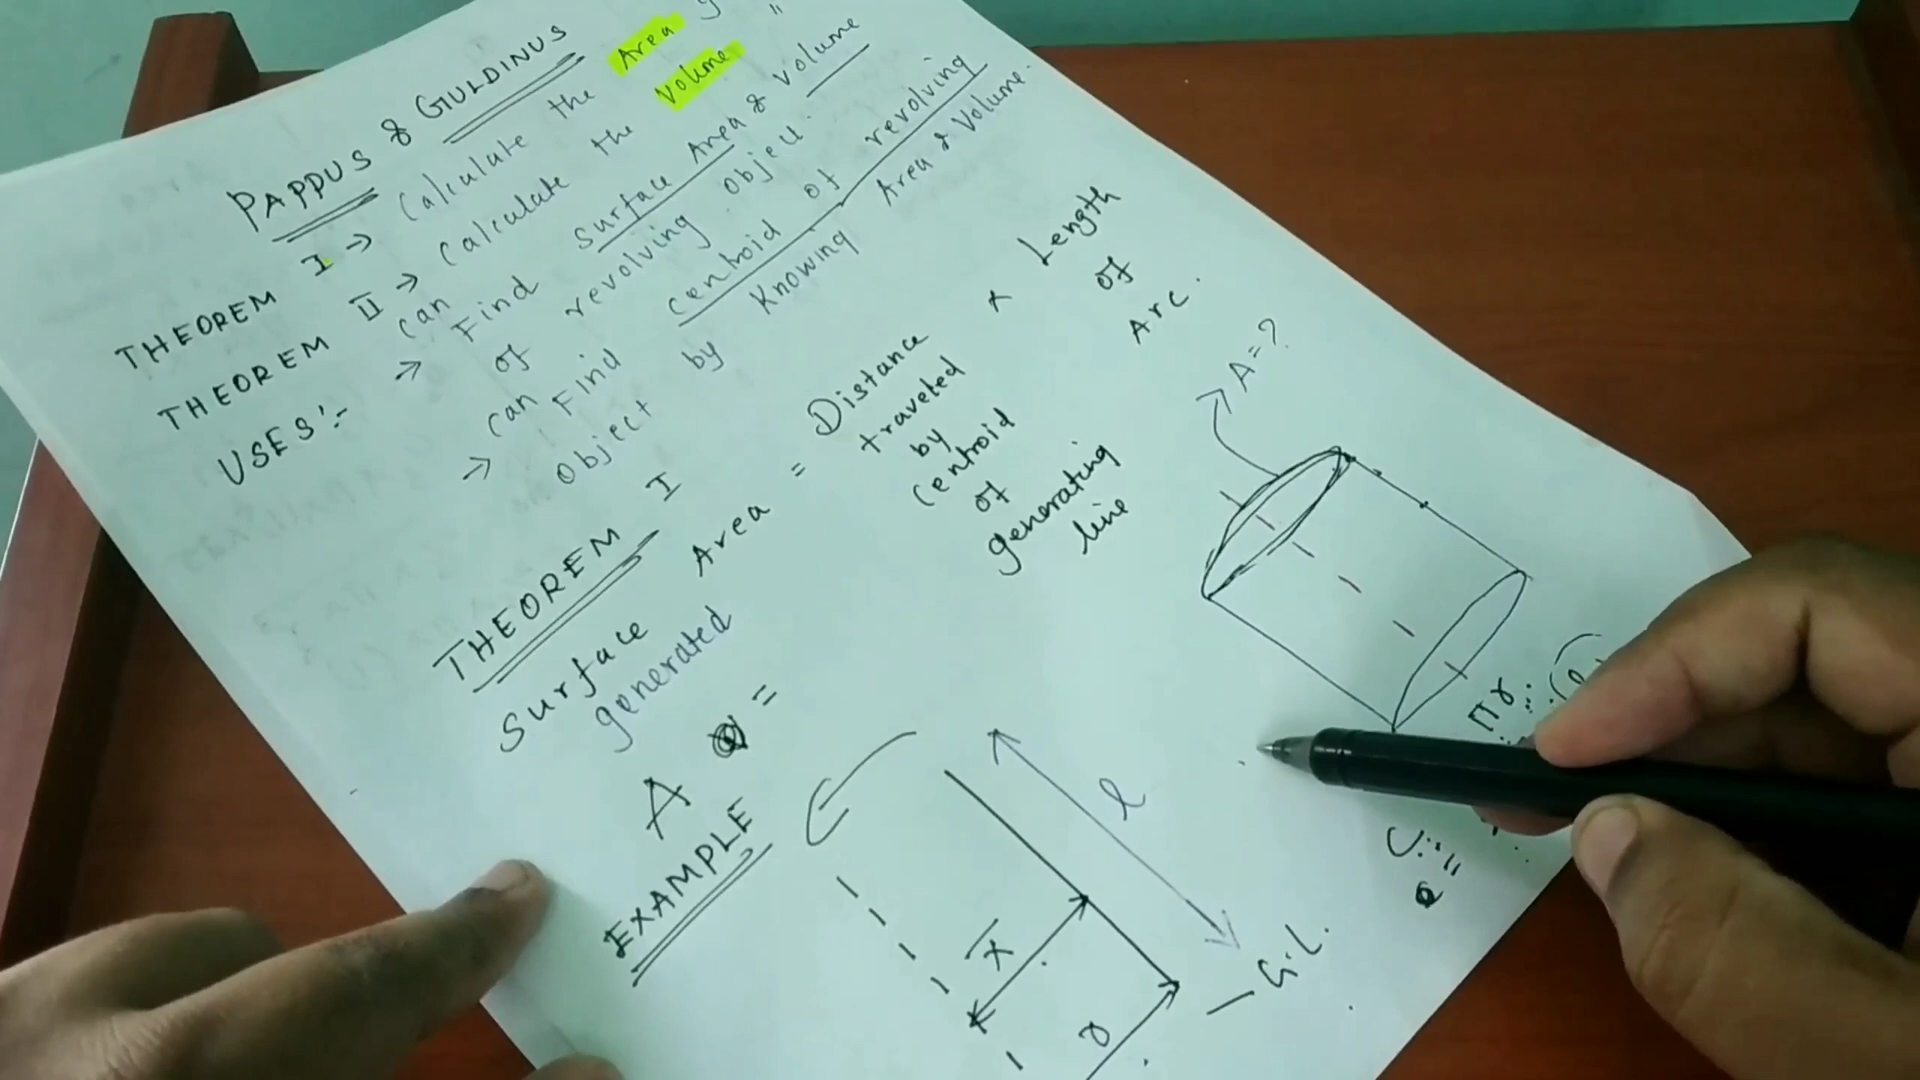 PAPPUS & GULDINUS
THEOREM I → Calculate the Area
THEOREM II → Calculate the Volume "
USES:- → can Find Surface Area & Volume
of revolving object.
→ can Find centroid of revolving
object by Knowing Area & Volume.
THEOREM I
Surface Area = Distance × Length
generated traveled of
by Arc.
centroid
of
generating
line
A =
A=?
EXAMPLE
l
x̄
r
G.L.
πr